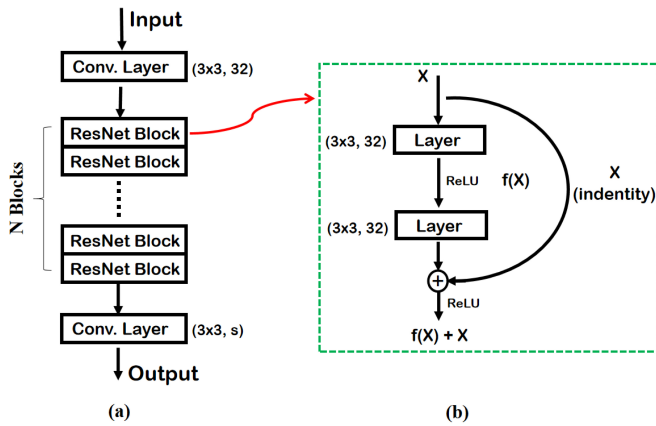 Input
Conv. Layer (3x3, 32)
ResNet Block
ResNet Block
N Blocks
ResNet Block
ResNet Block
Conv. Layer (3x3, s)
Output
(a)
X
(3x3, 32) Layer
ReLU f(X)
X
(indentity)
(3x3, 32) Layer
+
ReLU
f(X) + X
(b)